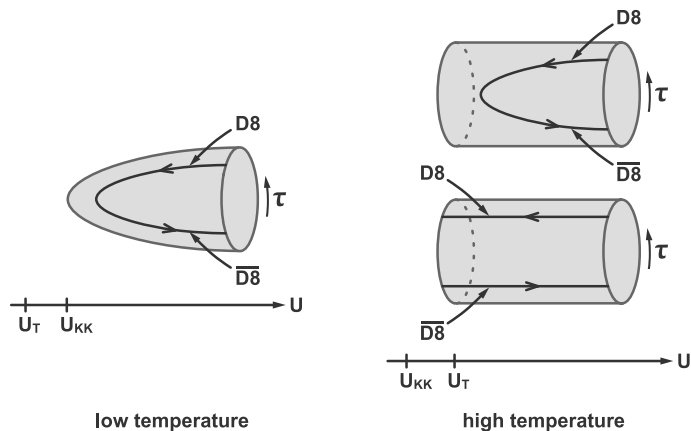 D8
τ
D8̅
U
U_T U_KK
low temperature
D8
τ
D8̅
D8
τ
D8̅
U
U_KK U_T
high temperature